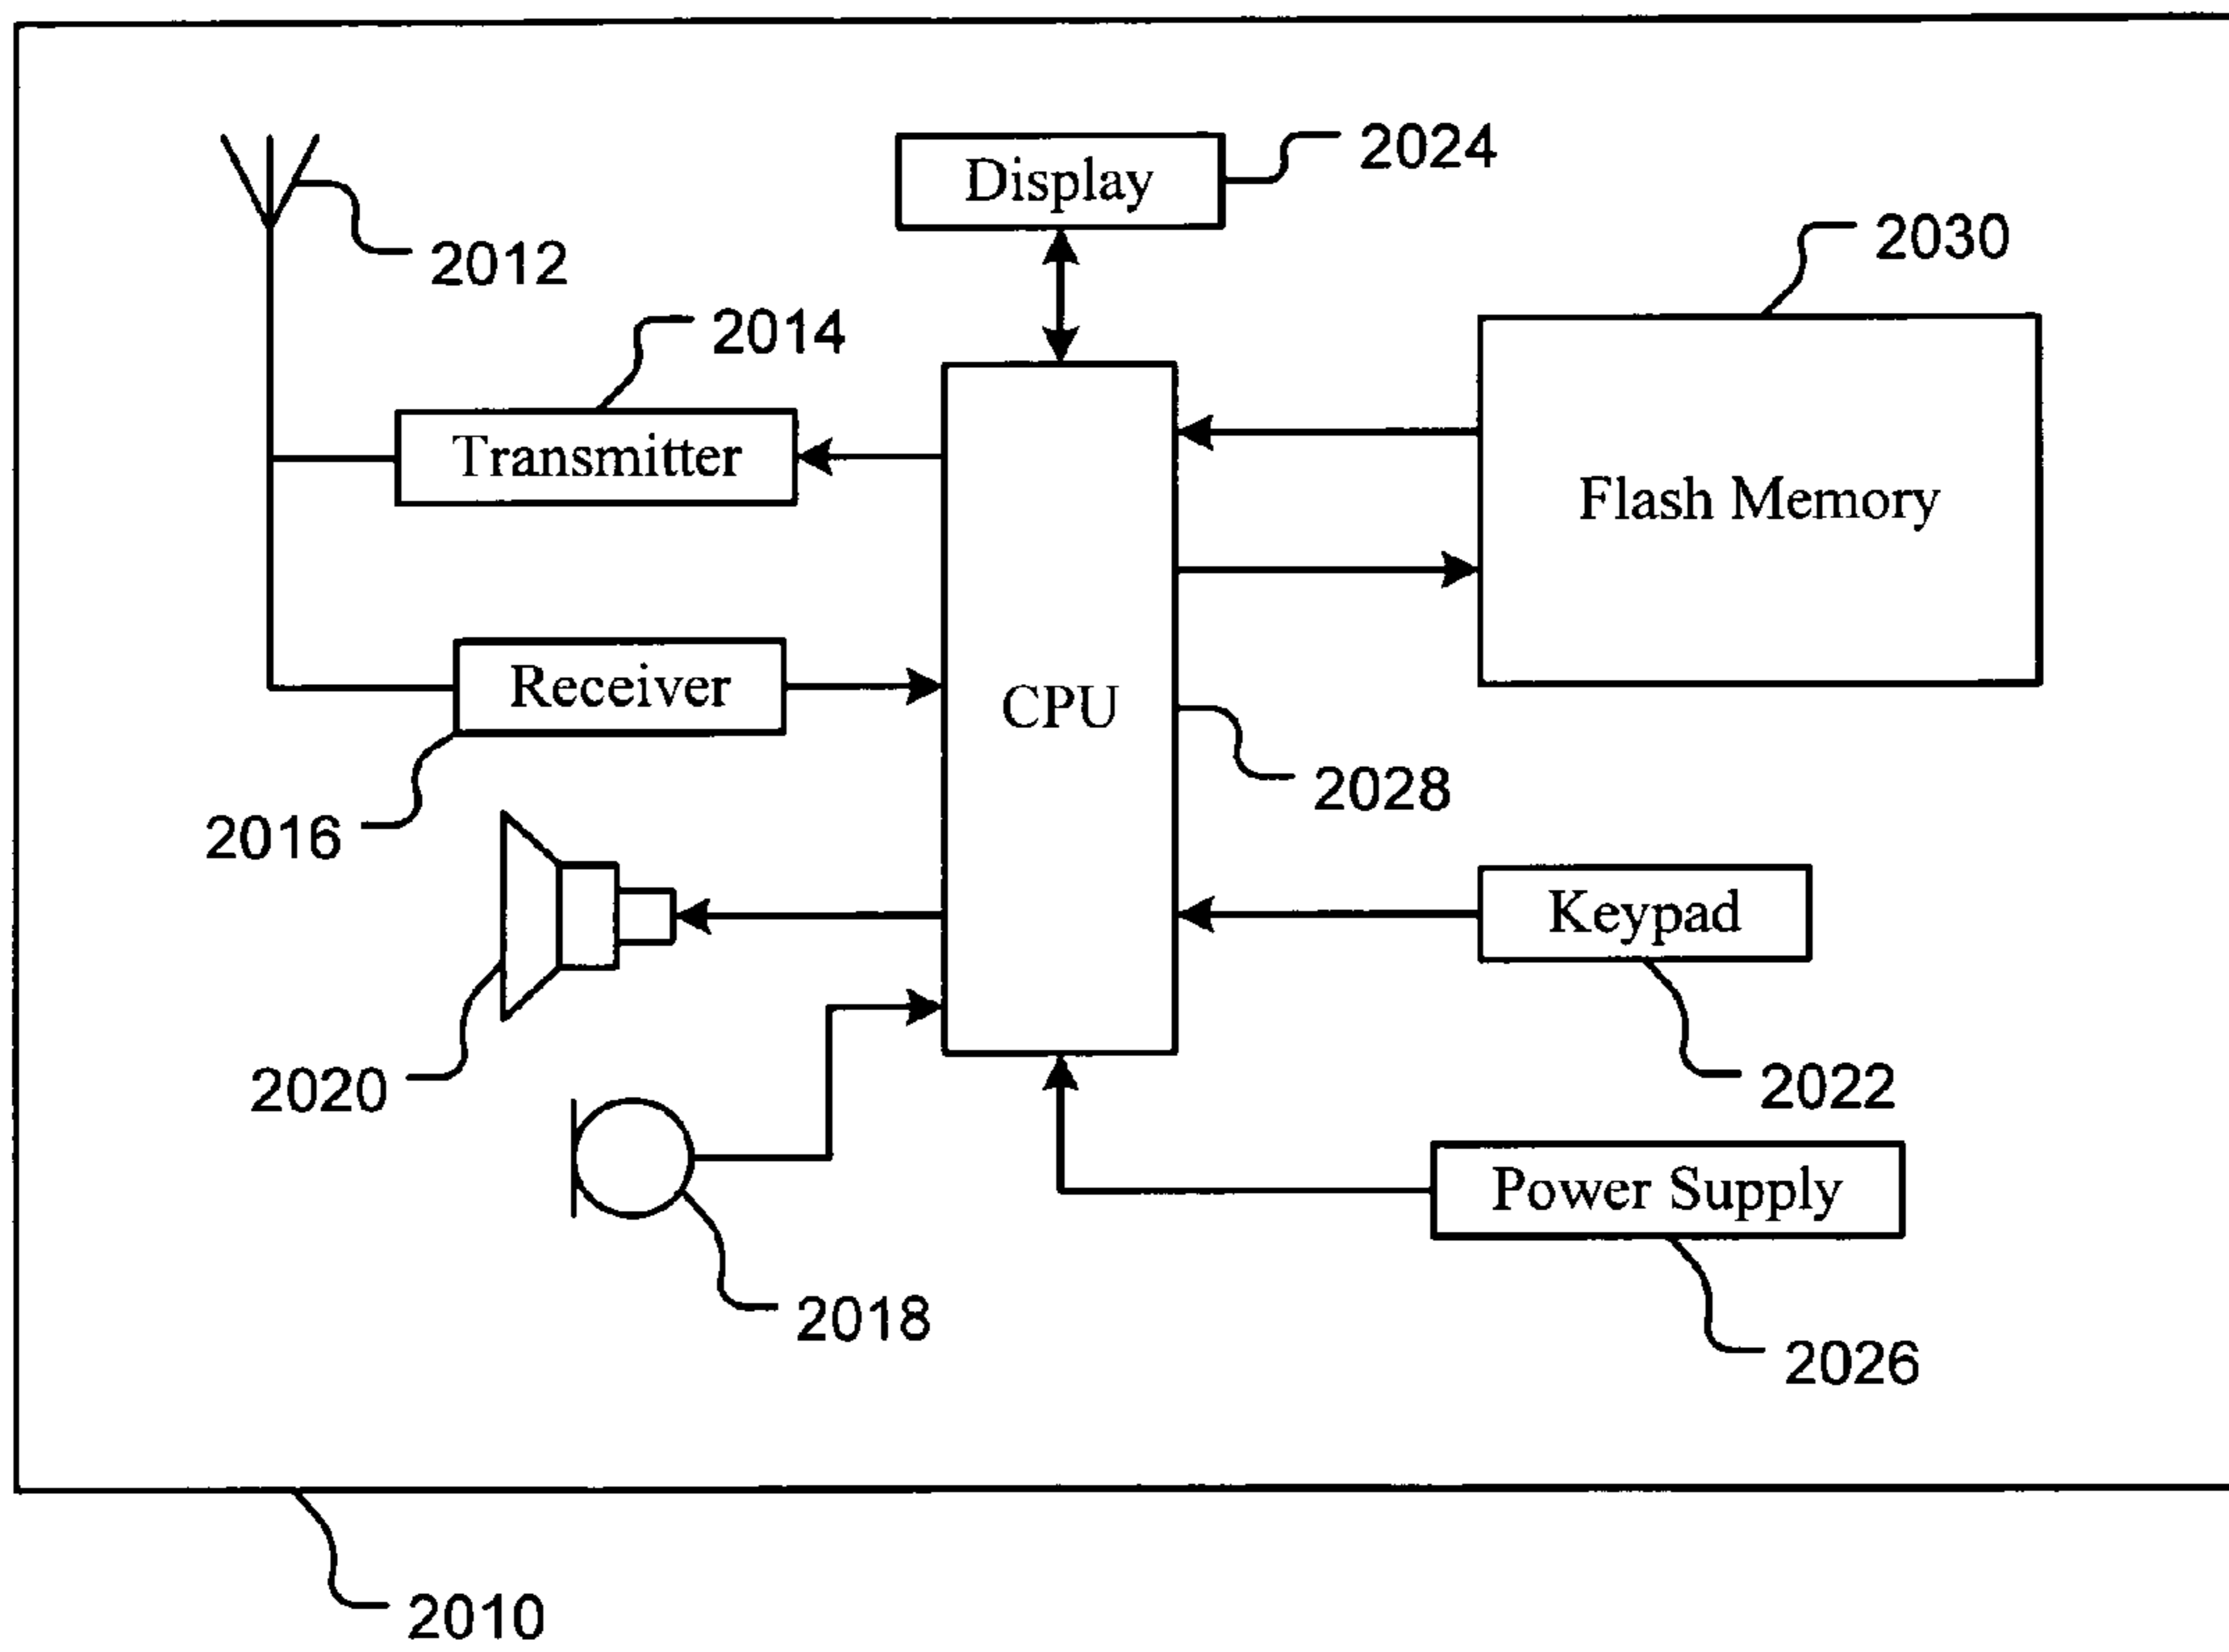 Display
2024
2012
2030
2014
Transmitter
Flash Memory
Receiver
CPU
2028
2016
Keypad
2020
2022
Power Supply
2018
2026
2010